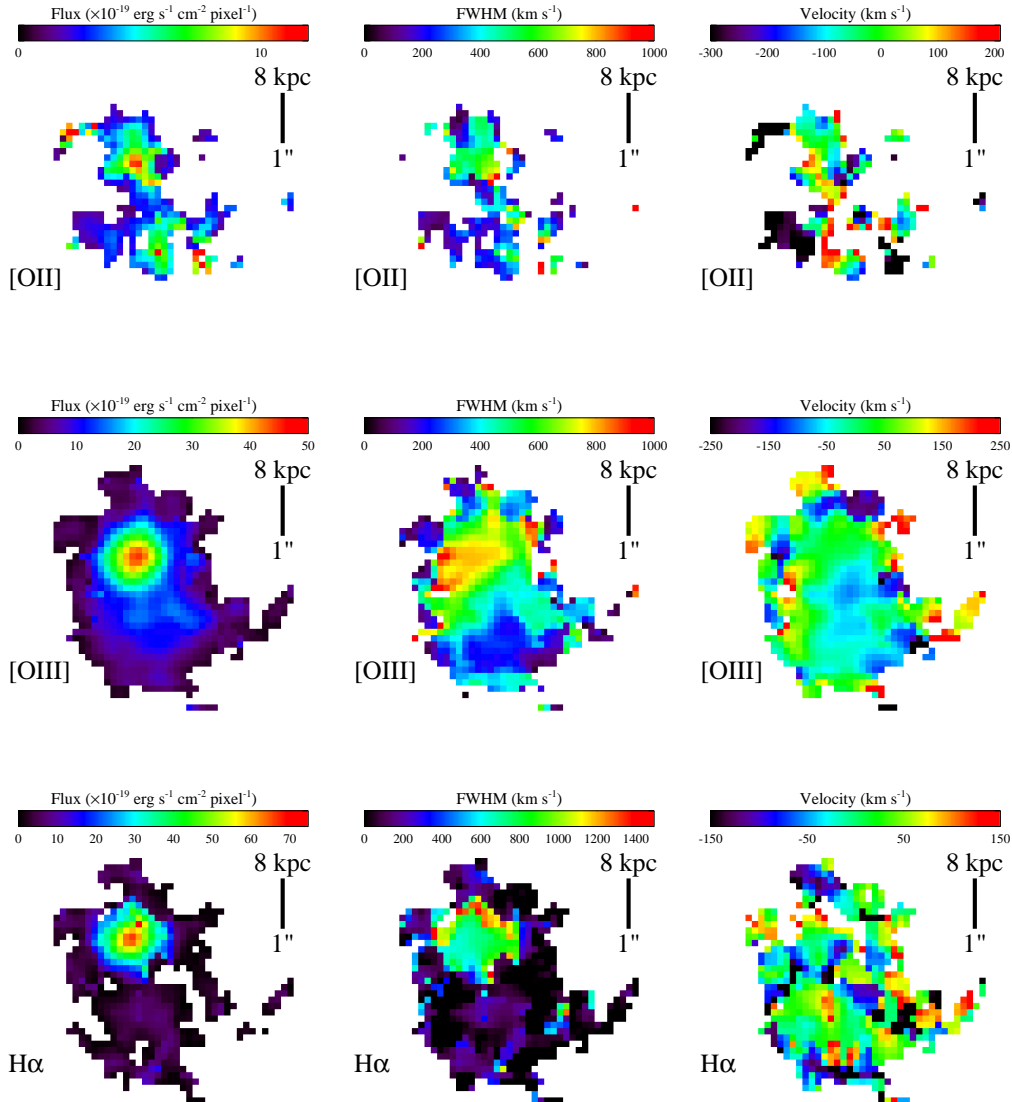 Flux (×10⁻¹⁹ erg s⁻¹ cm⁻² pixel⁻¹) FWHM (km s⁻¹) Velocity (km s⁻¹)
0 10 0 200 400 600 800 1000 -300 -200 -100 0 100 200
8 kpc 8 kpc 8 kpc
1" 1" 1"
[OII] [OII] [OII]
Flux (×10⁻¹⁹ erg s⁻¹ cm⁻² pixel⁻¹) FWHM (km s⁻¹) Velocity (km s⁻¹)
0 10 20 30 40 50 0 200 400 600 800 1000 -250 -150 -50 50 150 250
8 kpc 8 kpc 8 kpc
1" 1" 1"
[OIII] [OIII] [OIII]
Flux (×10⁻¹⁹ erg s⁻¹ cm⁻² pixel⁻¹) FWHM (km s⁻¹) Velocity (km s⁻¹)
0 10 20 30 40 50 60 70 0 200 400 600 800 1000 1200 1400 -150 -50 50 150
8 kpc 8 kpc 8 kpc
1" 1" 1"
Hα Hα Hα